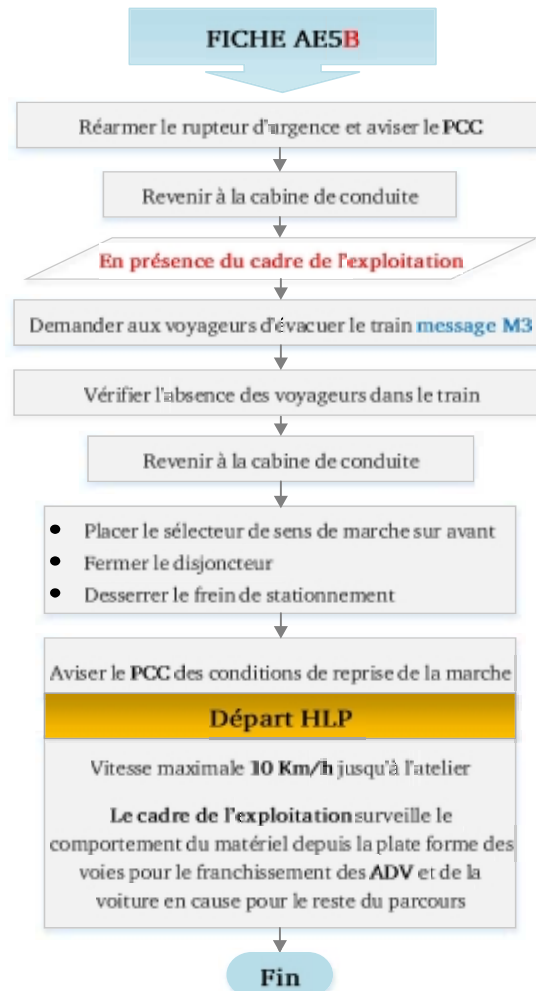 FICHE AE5B
Réarmer le rupteur d'urgence et aviser le PCC
Revenir à la cabine de conduite
En présence du cadre de l'exploitation
Demander aux voyageurs d'évacuer le train message M3
Vérifier l'absence des voyageurs dans le train
Revenir à la cabine de conduite
• Placer le sélecteur de sens de marche sur avant
• Fermer le disjoncteur
• Desserrer le frein de stationnement
Aviser le PCC des conditions de reprise de la marche
Départ HLP
Vitesse maximale 10 Km/h jusqu'à l'atelier
Le cadre de l'exploitation surveille le
comportement du matériel depuis la plate forme des
voies pour le franchissement des ADV et de la
voiture en cause pour le reste du parcours
Fin